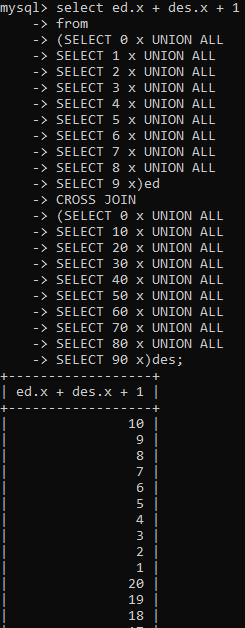 mysql> select ed.x + des.x + 1
-> from
-> (SELECT 0 x UNION ALL
-> SELECT 1 x UNION ALL
-> SELECT 2 x UNION ALL
-> SELECT 3 x UNION ALL
-> SELECT 4 x UNION ALL
-> SELECT 5 x UNION ALL
-> SELECT 6 x UNION ALL
-> SELECT 7 x UNION ALL
-> SELECT 8 x UNION ALL
-> SELECT 9 x)ed
-> CROSS JOIN
-> (SELECT 0 x UNION ALL
-> SELECT 10 x UNION ALL
-> SELECT 20 x UNION ALL
-> SELECT 30 x UNION ALL
-> SELECT 40 x UNION ALL
-> SELECT 50 x UNION ALL
-> SELECT 60 x UNION ALL
-> SELECT 70 x UNION ALL
-> SELECT 80 x UNION ALL
-> SELECT 90 x)des;
+------------------+
| ed.x + des.x + 1 |
+------------------+
| 10 |
| 9 |
| 8 |
| 7 |
| 6 |
| 5 |
| 4 |
| 3 |
| 2 |
| 1 |
| 20 |
| 19 |
| 18 |